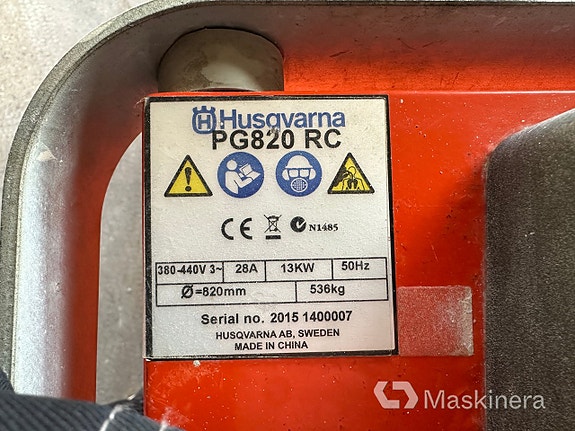 Husqvarna
PG820 RC
CE N1485
380-440V 3~ 28A 13KW 50Hz
Ø=820mm 536kg
Serial no. 2015 1400007
HUSQVARNA AB, SWEDEN
MADE IN CHINA
Maskinera